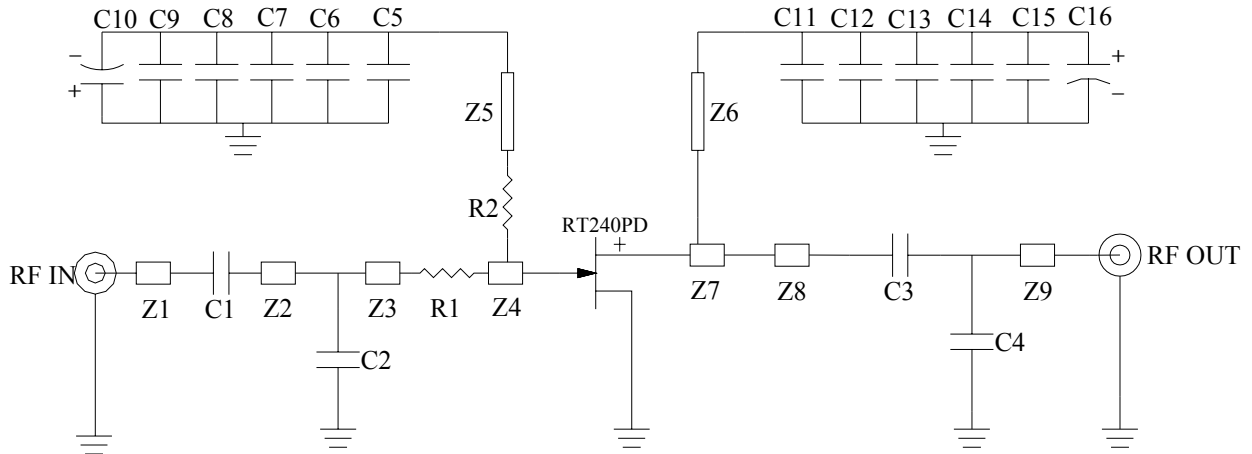 C10 C9 C8 C7 C6 C5
C11 C12 C13 C14 C15 C16
−
+
+
−
Z5
Z6
R2
RT240PD
+
RF IN
Z1
C1
Z2
Z3
R1
Z4
Z7
Z8
C3
Z9
RF OUT
C2
C4